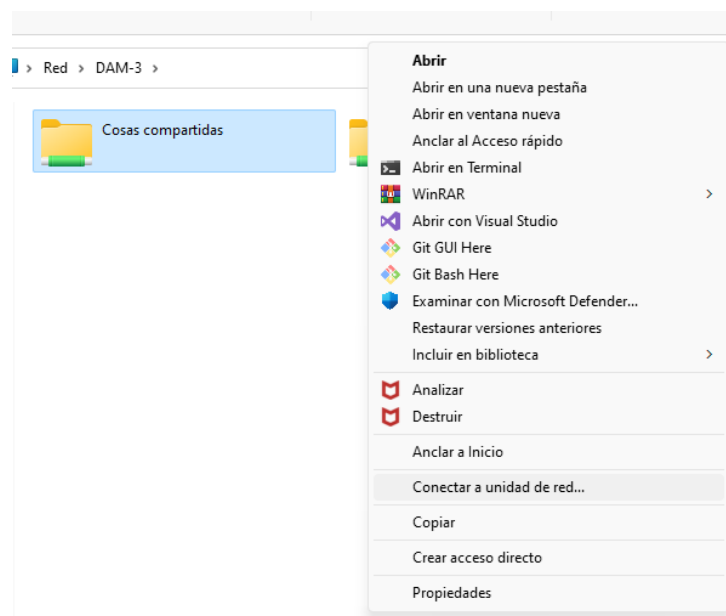 Red > DAM-3 >
Cosas compartidas
Abrir
Abrir en una nueva pestaña
Abrir en ventana nueva
Anclar al Acceso rápido
Abrir en Terminal
WinRAR
Abrir con Visual Studio
Git GUI Here
Git Bash Here
Examinar con Microsoft Defender...
Restaurar versiones anteriores
Incluir en biblioteca
Analizar
Destruir
Anclar a Inicio
Conectar a unidad de red...
Copiar
Crear acceso directo
Propiedades